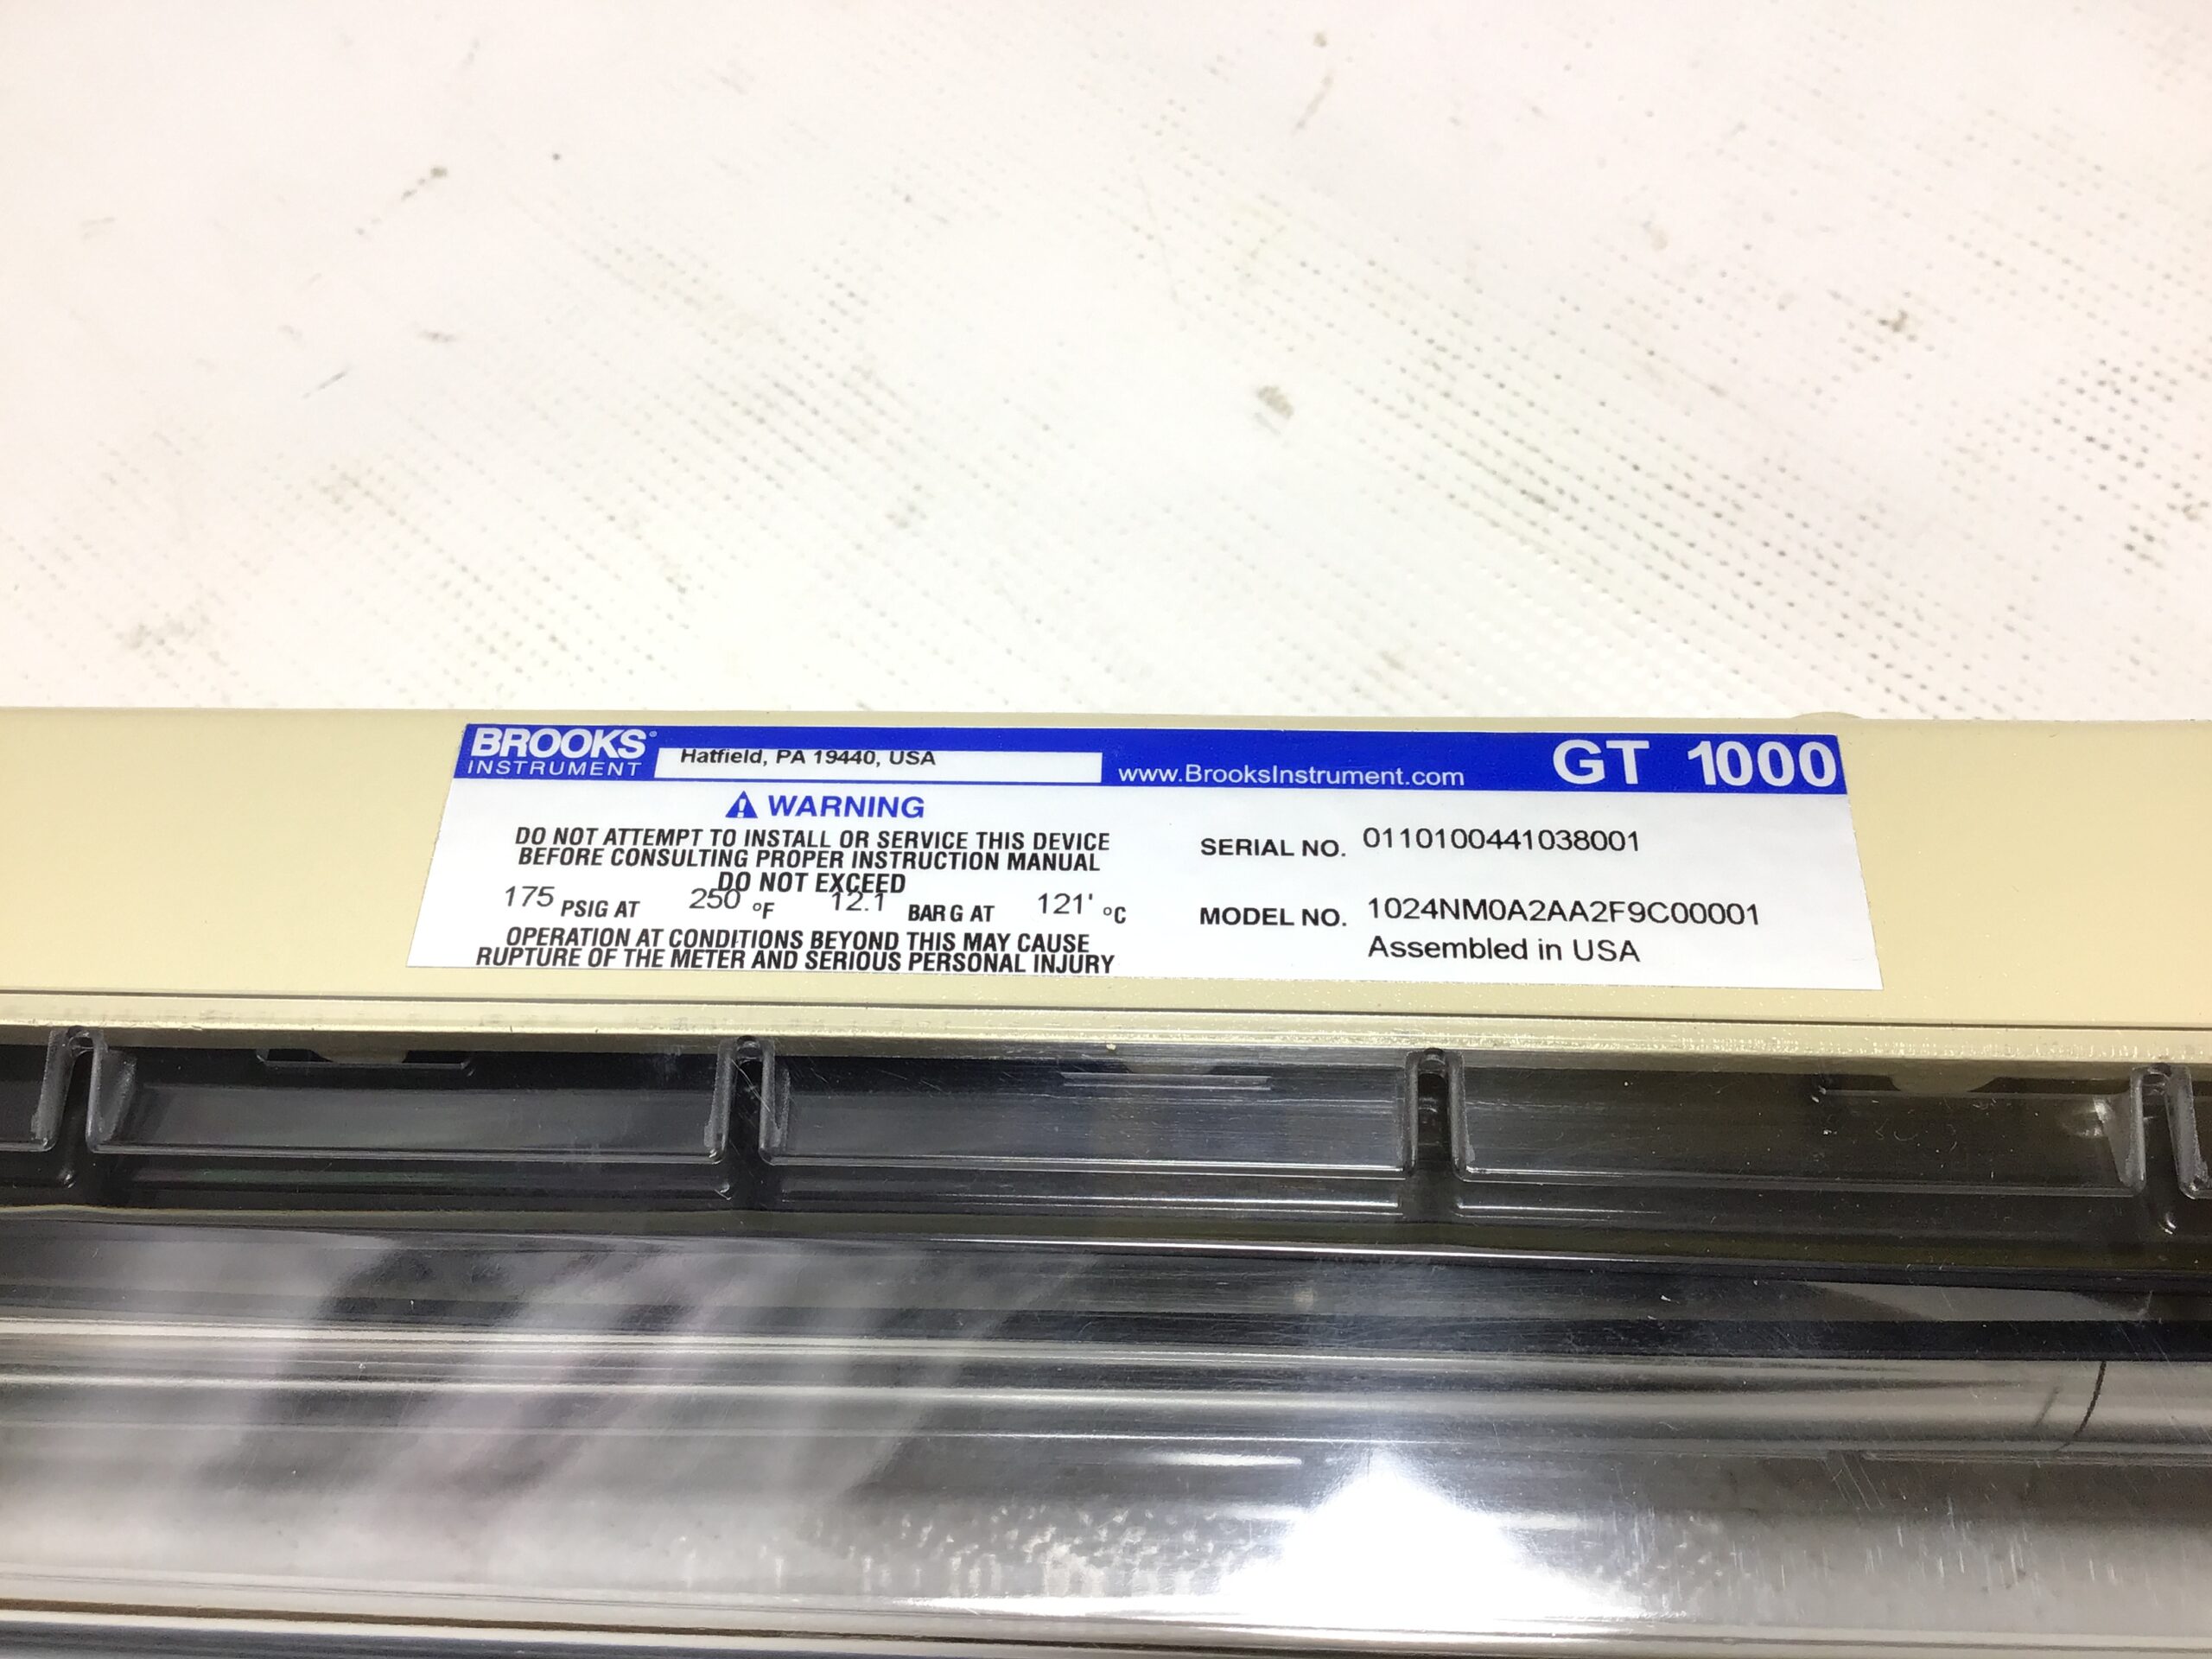 BROOKS®
INSTRUMENT
Hatfield, PA 19440, USA
www.BrooksInstrument.com
GT 1000
WARNING
DO NOT ATTEMPT TO INSTALL OR SERVICE THIS DEVICE
BEFORE CONSULTING PROPER INSTRUCTION MANUAL
DO NOT EXCEED
175 PSIG AT 250 °F 12.1 BAR G AT 121' °C
OPERATION AT CONDITIONS BEYOND THIS MAY CAUSE
RUPTURE OF THE METER AND SERIOUS PERSONAL INJURY
SERIAL NO. 0110100441038001
MODEL NO. 1024NM0A2AA2F9C00001
Assembled in USA